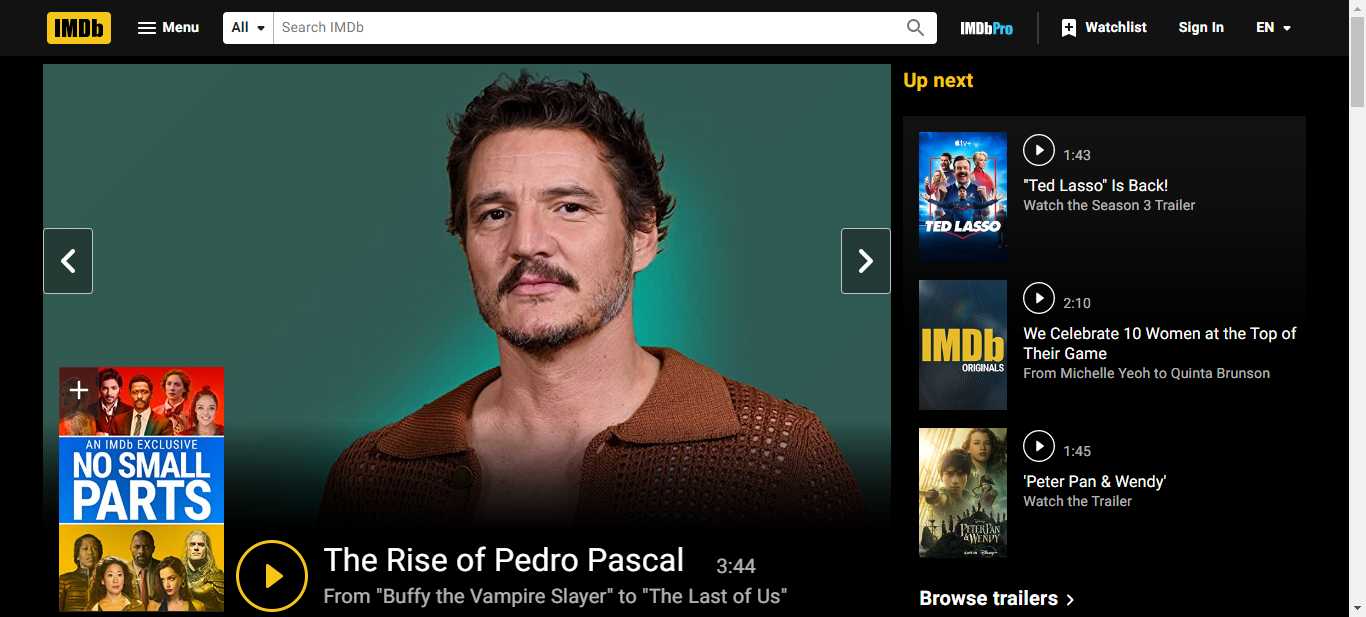 IMDb
Menu
All
Search IMDb
IMDbPro
Watchlist
Sign In
EN
AN IMDb EXCLUSIVE
NO SMALL
PARTS
The Rise of Pedro Pascal
3:44
From "Buffy the Vampire Slayer" to "The Last of Us"
Up next
tv+
TED LASSO
1:43
"Ted Lasso" Is Back!
Watch the Season 3 Trailer
IMDb
ORIGINALS
2:10
We Celebrate 10 Women at the Top of
Their Game
From Michelle Yeoh to Quinta Brunson
PETER PAN
& WENDY
Disney+
1:45
'Peter Pan & Wendy'
Watch the Trailer
Browse trailers